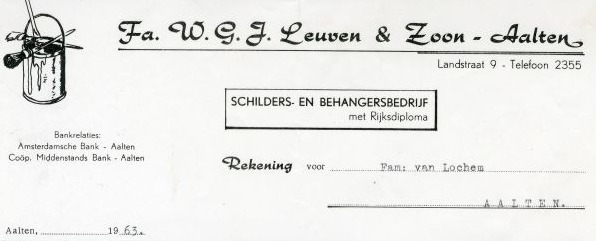 Fa. W. G. J. Leuven & Zoon - Aalten
Landstraat 9 - Telefoon 2355
SCHILDERS- EN BEHANGERSBEDRIJF
met Rijksdiploma
Bankrelaties:
Amsterdamsche Bank - Aalten
Coöp. Middenstands Bank - Aalten
Rekening voor Fam: van Lochem
AALTEN.
Aalten, 1963.